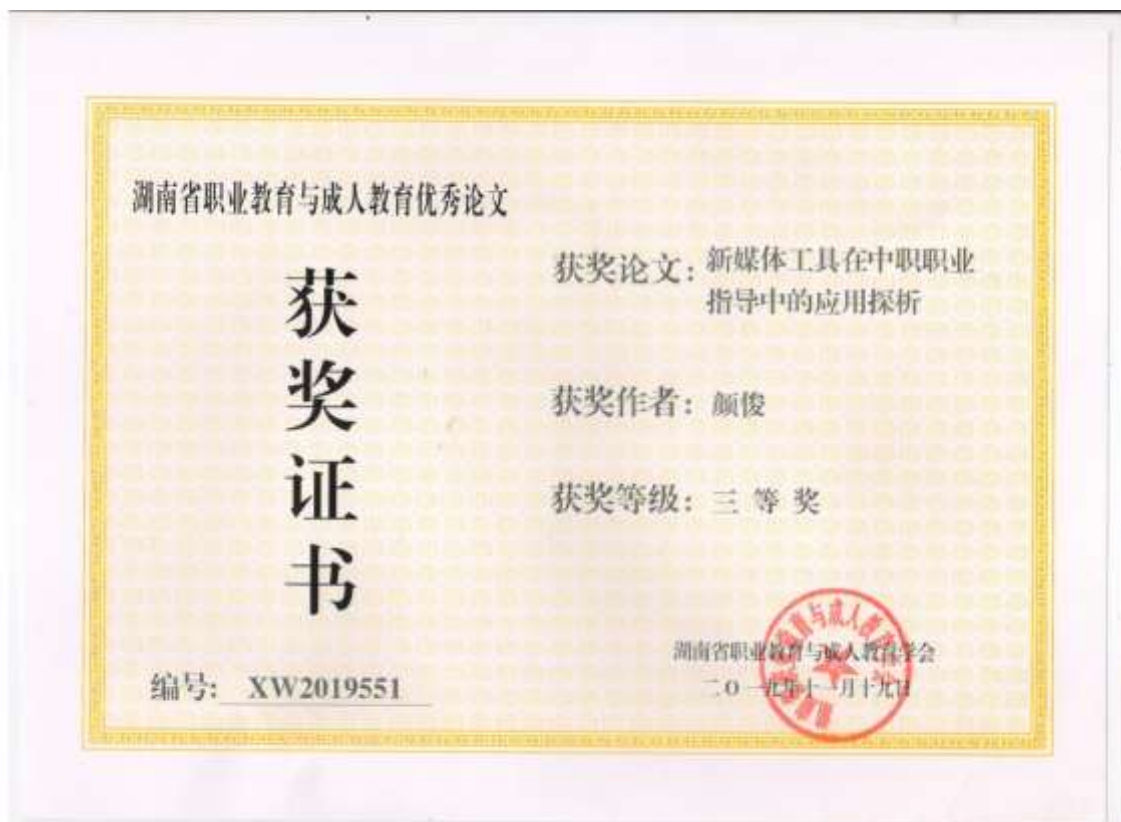 湖南省职业教育与成人教育优秀论文
获奖证书
编号: XW2019551
获奖论文: 新媒体工具在中职职业
指导中的应用探析
获奖作者: 颜俊
获奖等级: 三等奖
湖南省职业教育与成人教育学会
二0一九年十一月十九日